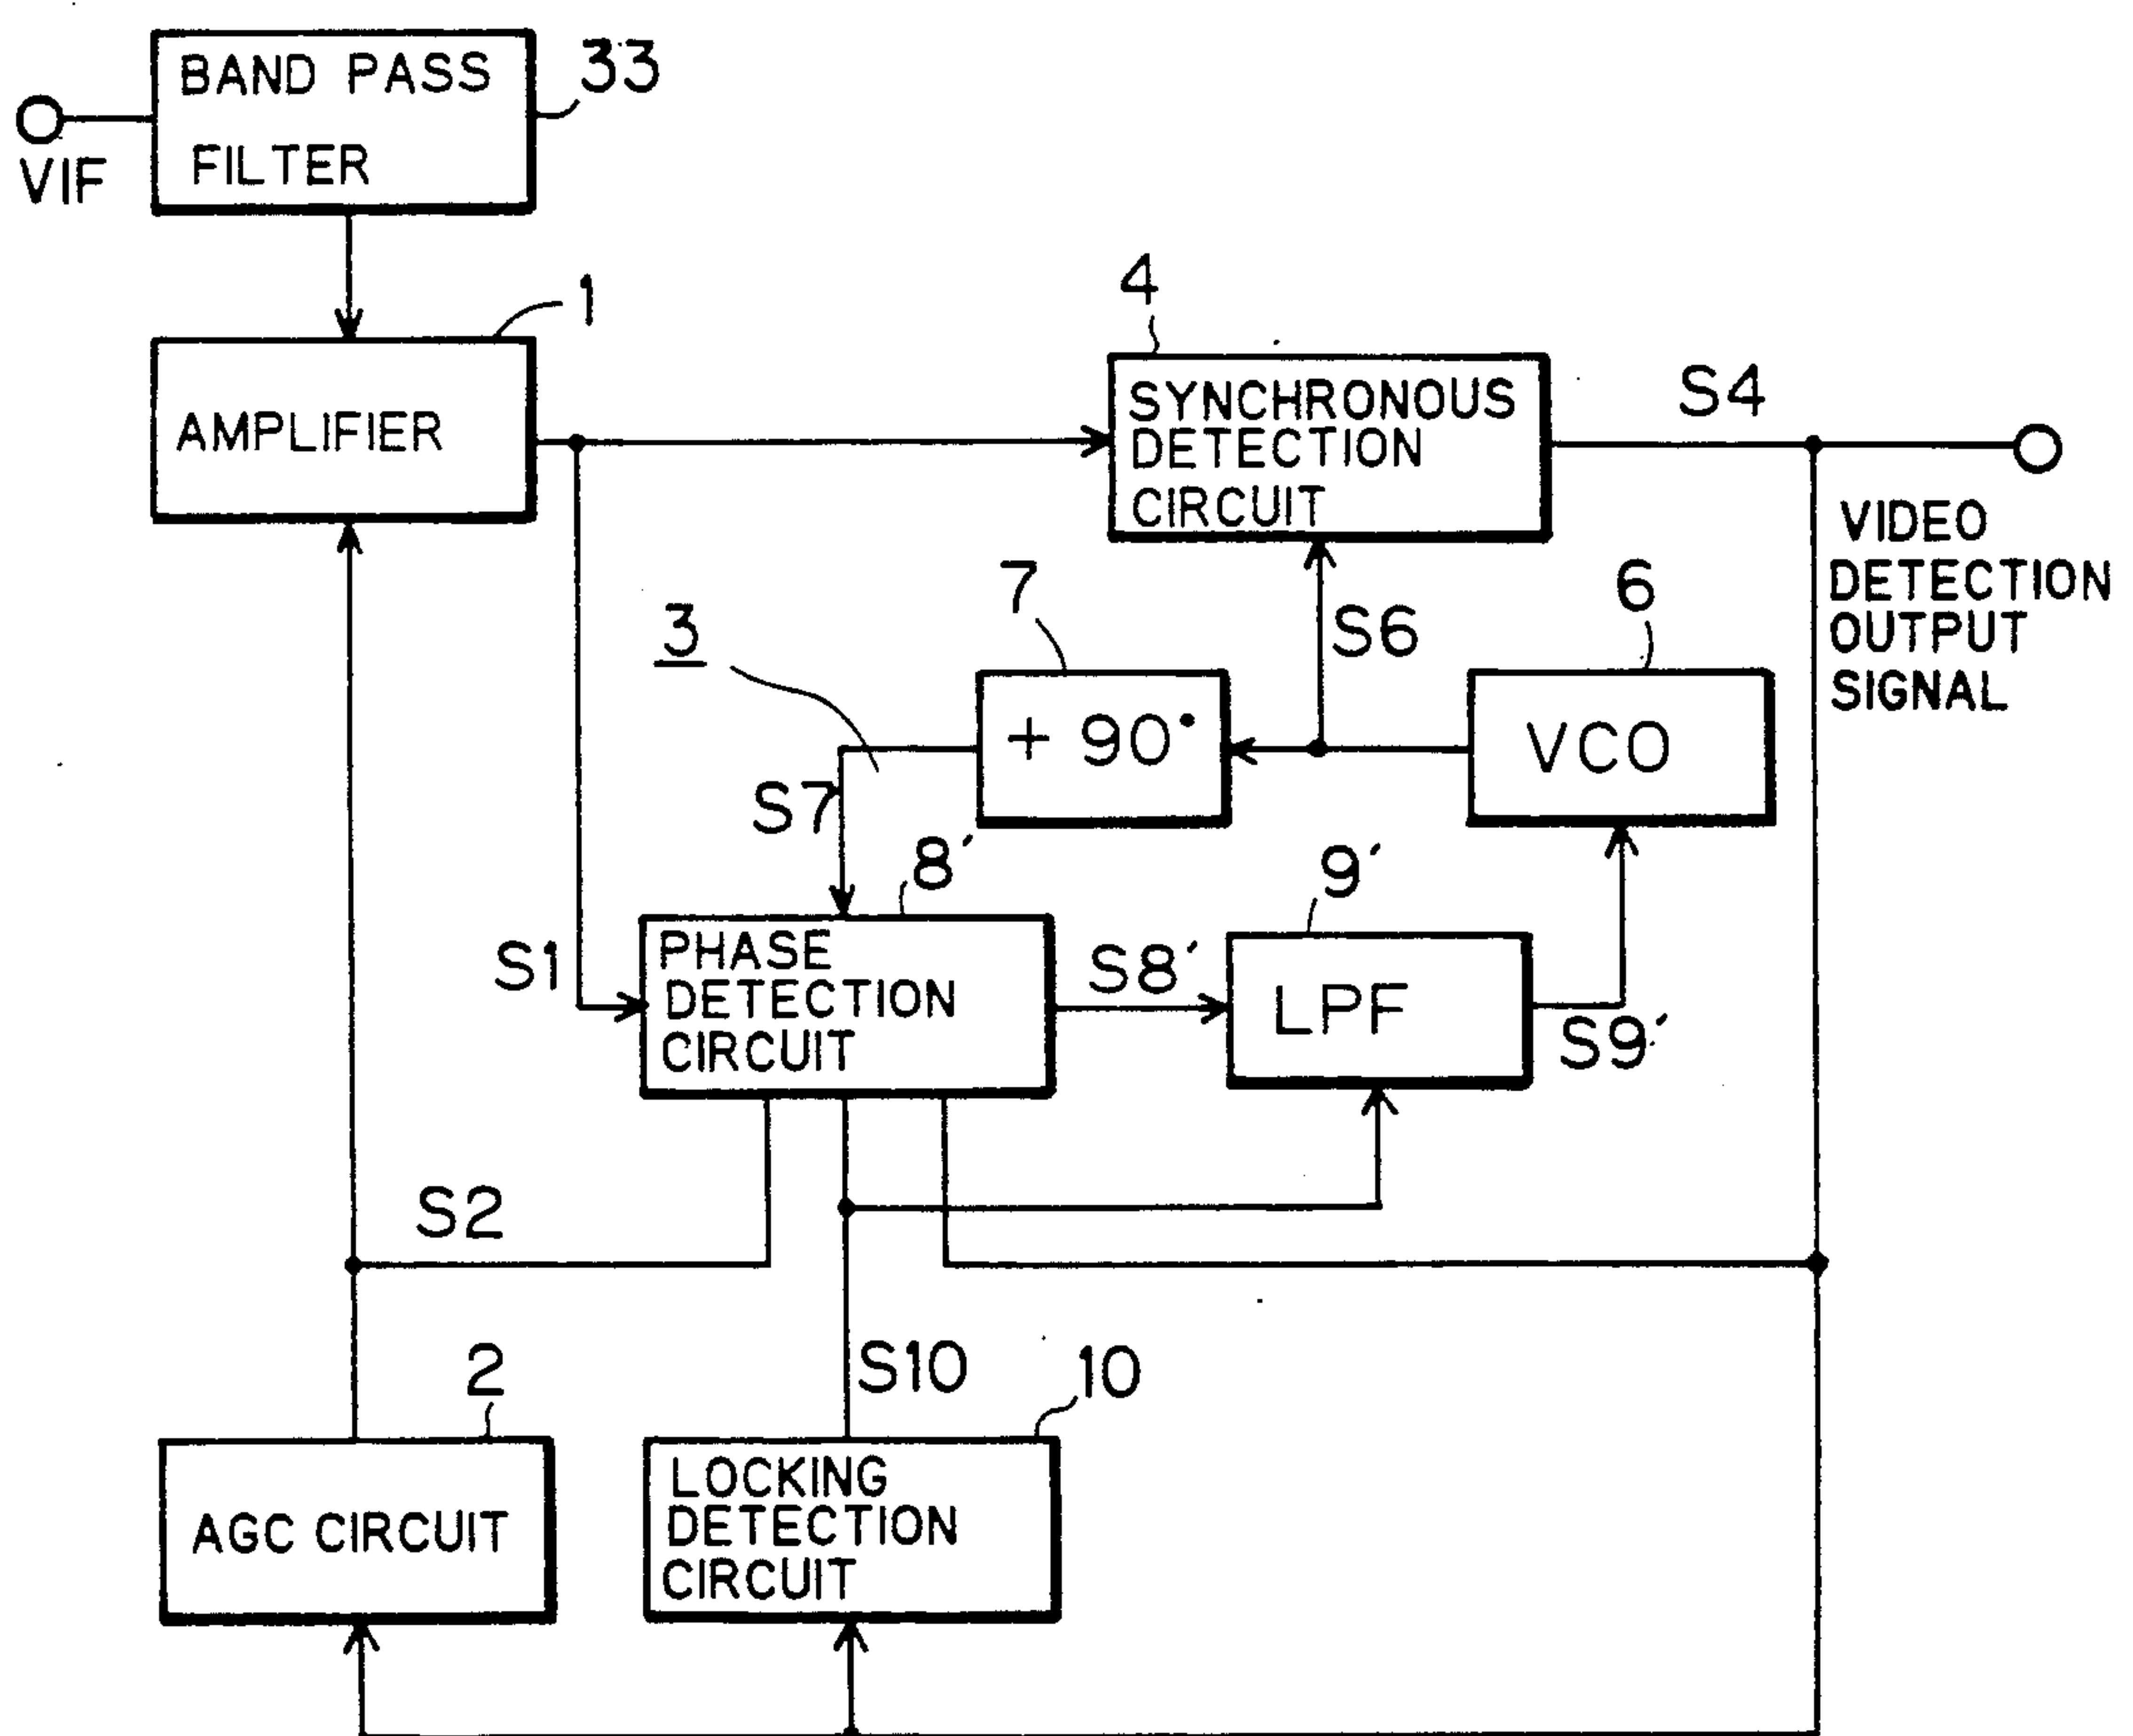 BAND PASS
FILTER
33
VIF
1
AMPLIFIER
4
SYNCHRONOUS
DETECTION
CIRCUIT
S4
VIDEO
DETECTION
OUTPUT
SIGNAL
3
7
+ 90°
S6
6
VCO
S7
8′
9′
S1
PHASE
DETECTION
CIRCUIT
S8′
LPF
S9′
S2
S10
2
10
AGC CIRCUIT
LOCKING
DETECTION
CIRCUIT